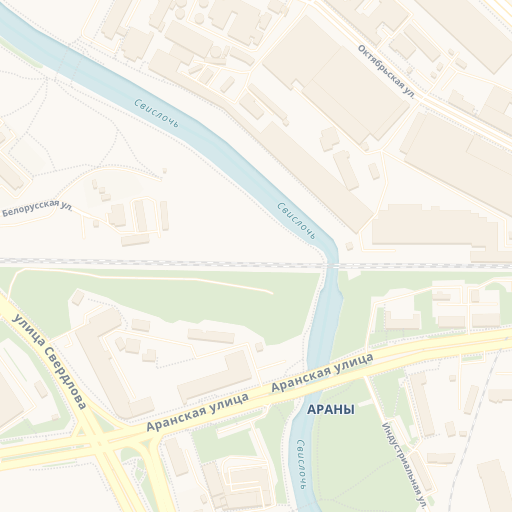 Октябрьская ул.
Свислочь
Белорусская ул.
Свислочь
улица Свердлова
Аранская улица
Аранская улица
АРАНЫ
Индустриальная ул.
Свислочь